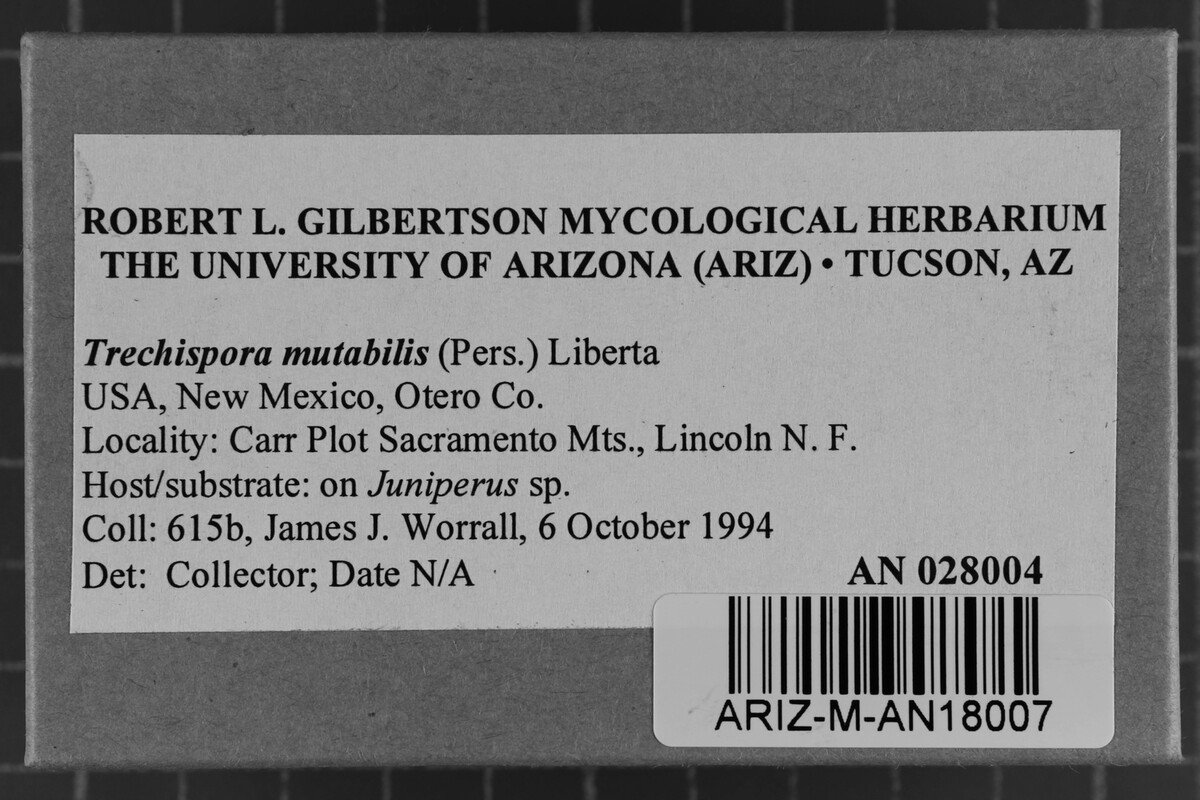 ROBERT L. GILBERTSON MYCOLOGICAL HERBARIUM
THE UNIVERSITY OF ARIZONA (ARIZ) • TUCSON, AZ
Trechispora mutabilis (Pers.) Liberta
USA, New Mexico, Otero Co.
Locality: Carr Plot Sacramento Mts., Lincoln N. F.
Host/substrate: on Juniperus sp.
Coll: 615b, James J. Worrall, 6 October 1994
Det: Collector; Date N/A
AN 028004
ARIZ-M-AN18007